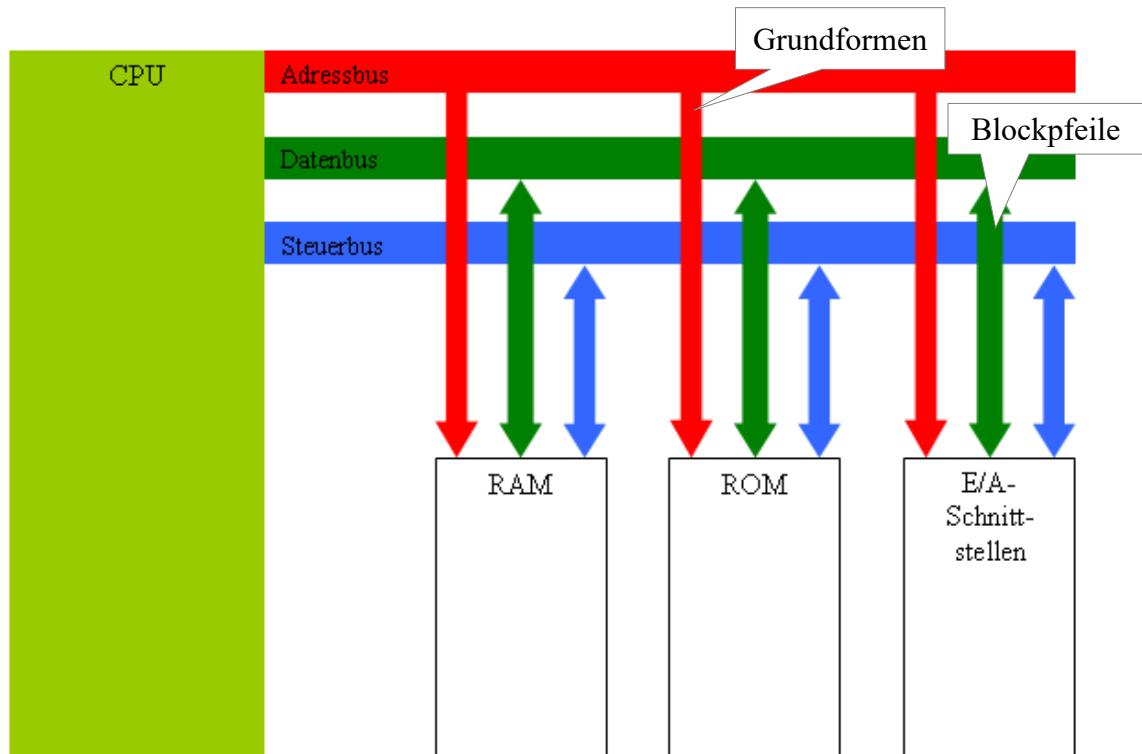 Grundformen
CPU
Adressbus
Blockpfeile
Datenbus
Steuerbus
RAM
ROM
E/A-
Schnitt-
stellen